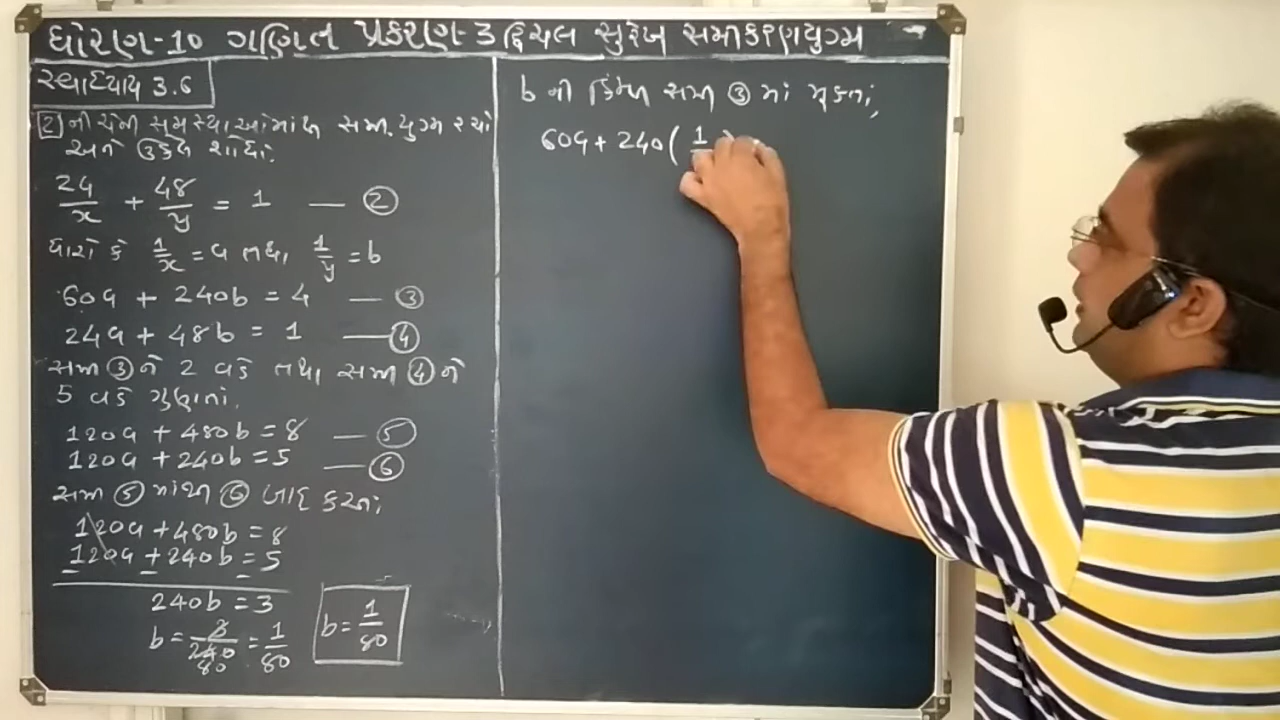 ધોરણ-10 ગણિત પ્રકરણ-3 દ્વિચલ સુરેખ સમીકરણયુગ્મ
સ્વાધ્યાય 3.6
2 ની સમસ્યાઓમાંથી સમી. યુગ્મ રચો
અને ઉકેલ શોધો.
24/x + 48/y = 1 — ②
ધારો કે 1/x = a તથા 1/y = b
60a + 240b = 4 — ③
24a + 48b = 1 — ④
સમી ③ ને 2 વડે તથા સમી ④ ને
5 વડે ગુણતાં,
120a + 480b = 8 — ⑤
120a + 240b = 5 — ⑥
સમી ⑤ માંથી ⑥ બાદ કરતાં,
120a + 480b = 8
120a + 240b = 5
240b = 3
b = 3/240 = 1/80
80
b = 1/80
b ની કિંમત સમી ③ માં મૂકતાં,
60a + 240 ( 1